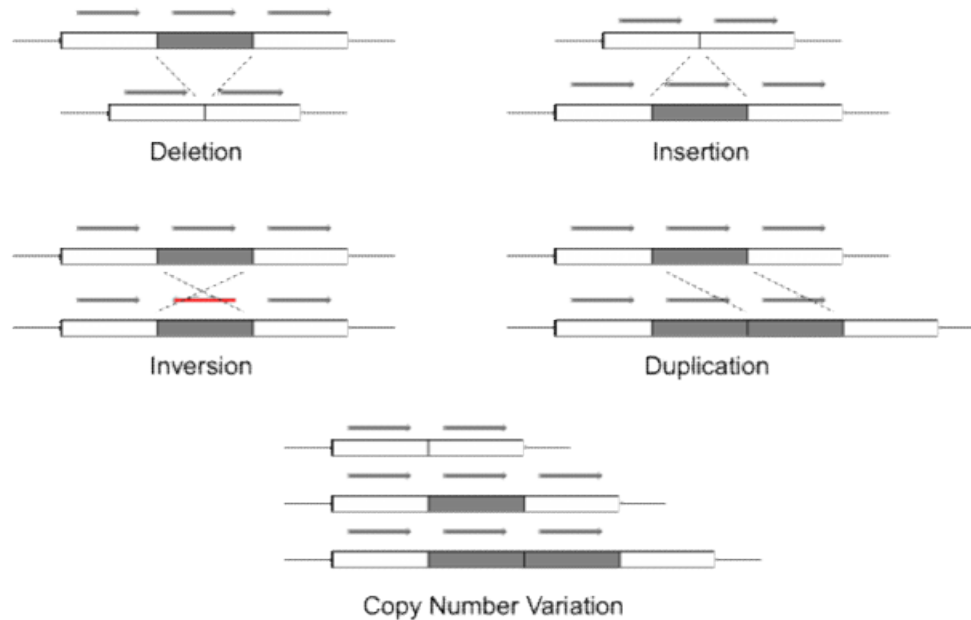 Deletion
Insertion
Inversion
Duplication
Copy Number Variation